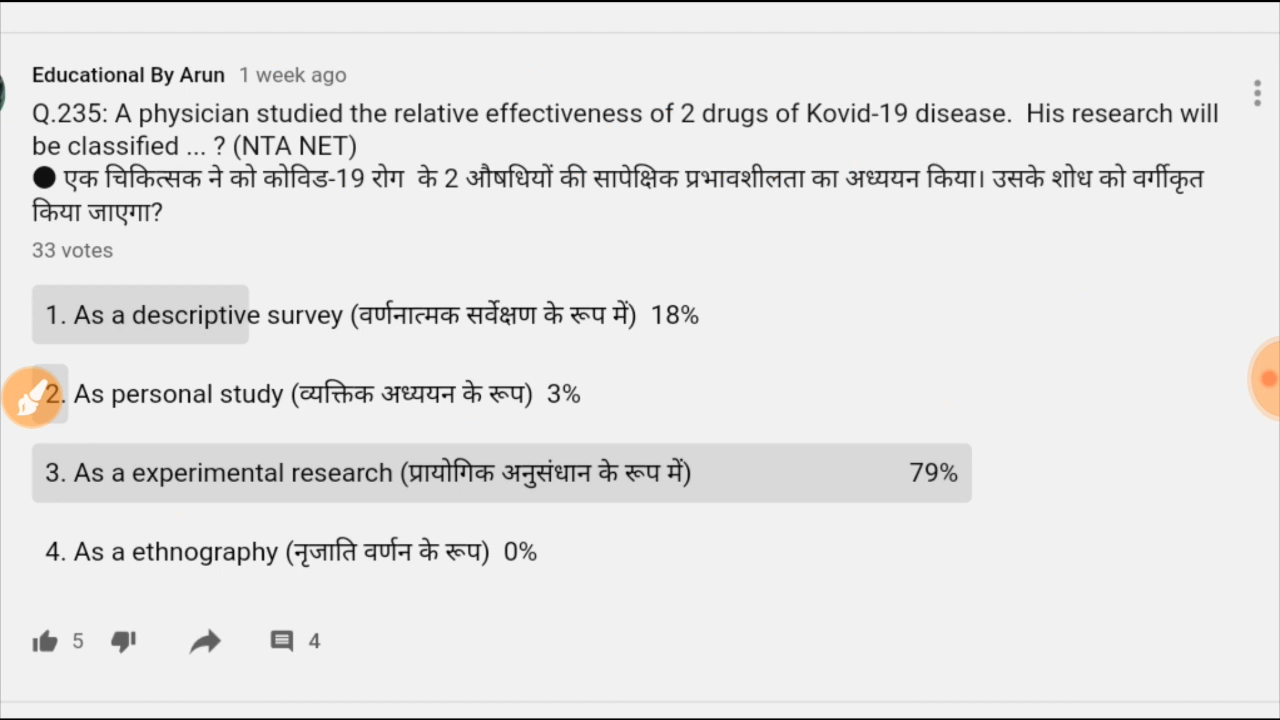 Educational By Arun 1 week ago
Q.235: A physician studied the relative effectiveness of 2 drugs of Kovid-19 disease.  His research will
be classified ... ? (NTA NET)
● एक चिकित्सक ने को कोविड-19 रोग  के 2 औषधियों की सापेक्षिक प्रभावशीलता का अध्ययन किया। उसके शोध को वर्गीकृत
किया जाएगा?
33 votes
1. As a descriptive survey (वर्णनात्मक सर्वेक्षण के रूप में) 18%
2. As personal study (व्यक्तिक अध्ययन के रूप) 3%
3. As a experimental research (प्रायोगिक अनुसंधान के रूप में) 79%
4. As a ethnography (नृजाति वर्णन के रूप) 0%
5 4